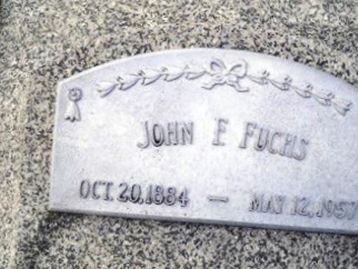 JOHN F FUCHS
OCT. 20, 1884 — MAY 12, 1957